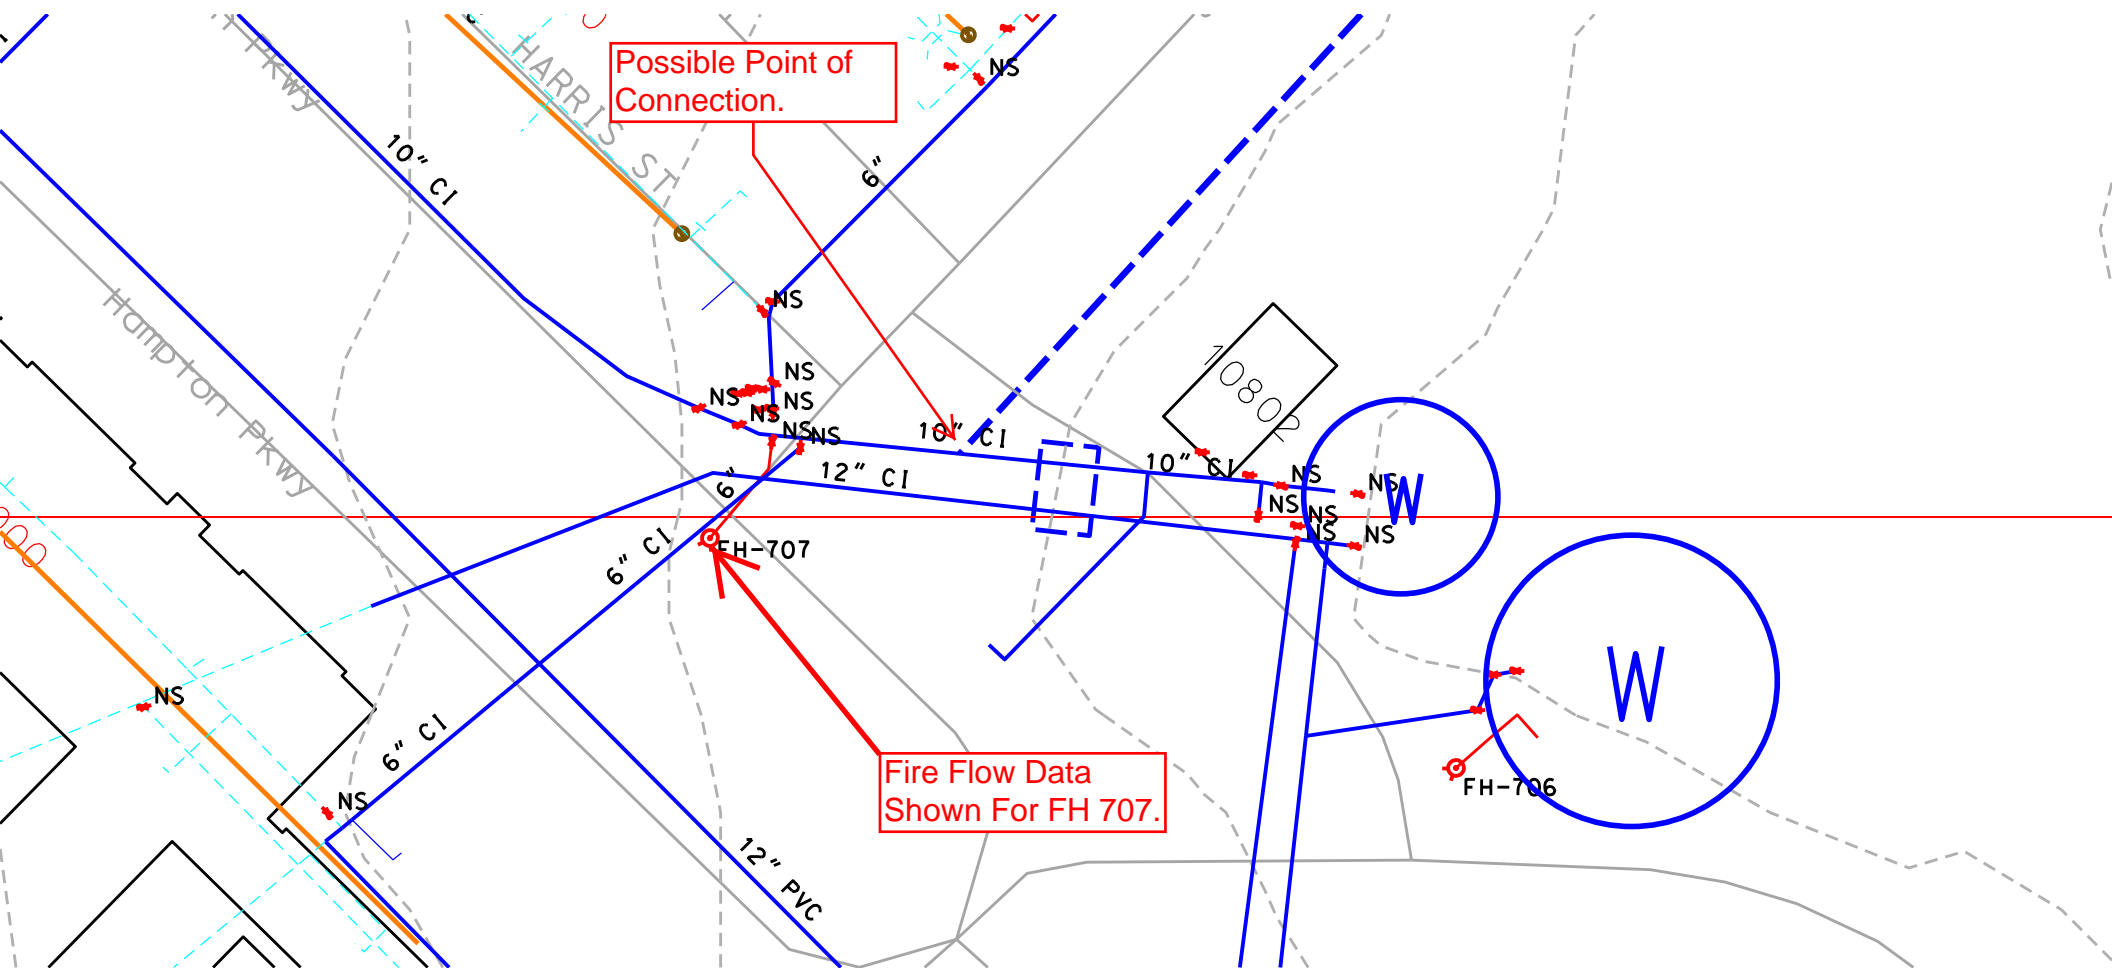 Pkwy
HARRIS ST
Possible Point of
Connection.
NS
10" CI
6"
Hampton Pkwy
NS
NS
NS
NS
NS
NS
NS
10" CI
10802
12" CI
10" CI
NS
NS
NS
NS
NS
NS
W
6"
6" CI
FH-707
W
NS
6" CI
NS
Fire Flow Data
Shown For FH 707.
FH-706
12" PVC